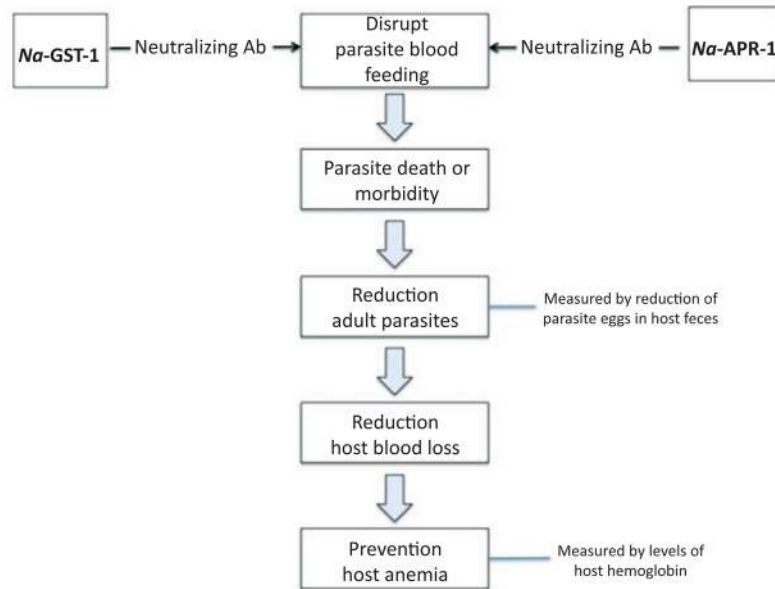 Na-GST-1
Neutralizing Ab
Disrupt
parasite blood
feeding
Neutralizing Ab
Na-APR-1
Parasite death or
morbidity
Reduction
adult parasites
Measured by reduction of
parasite eggs in host feces
Reduction
host blood loss
Prevention
host anemia
Measured by levels of
host hemoglobin